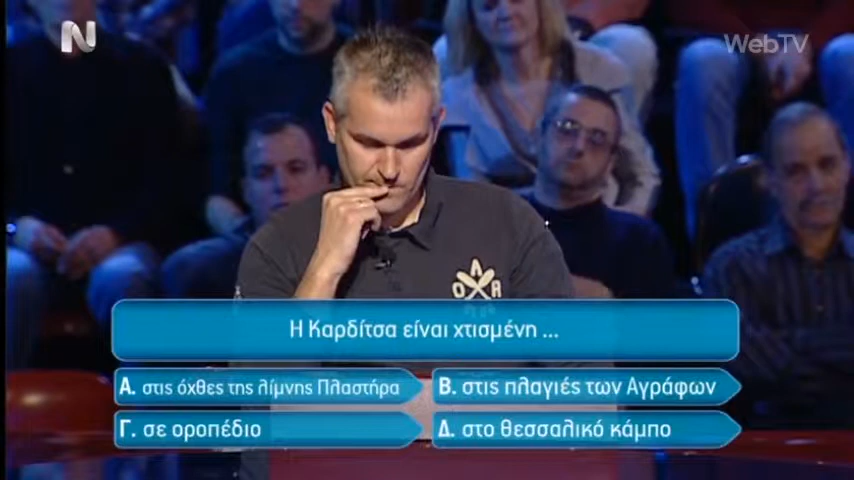 N
WebTV
Η Καρδίτσα είναι χτισμένη ...
Α. στις όχθες της λίμνης Πλαστήρα
Β. στις πλαγιές των Αγράφων
Γ. σε οροπέδιο
Δ. στο θεσσαλικό κάμπο